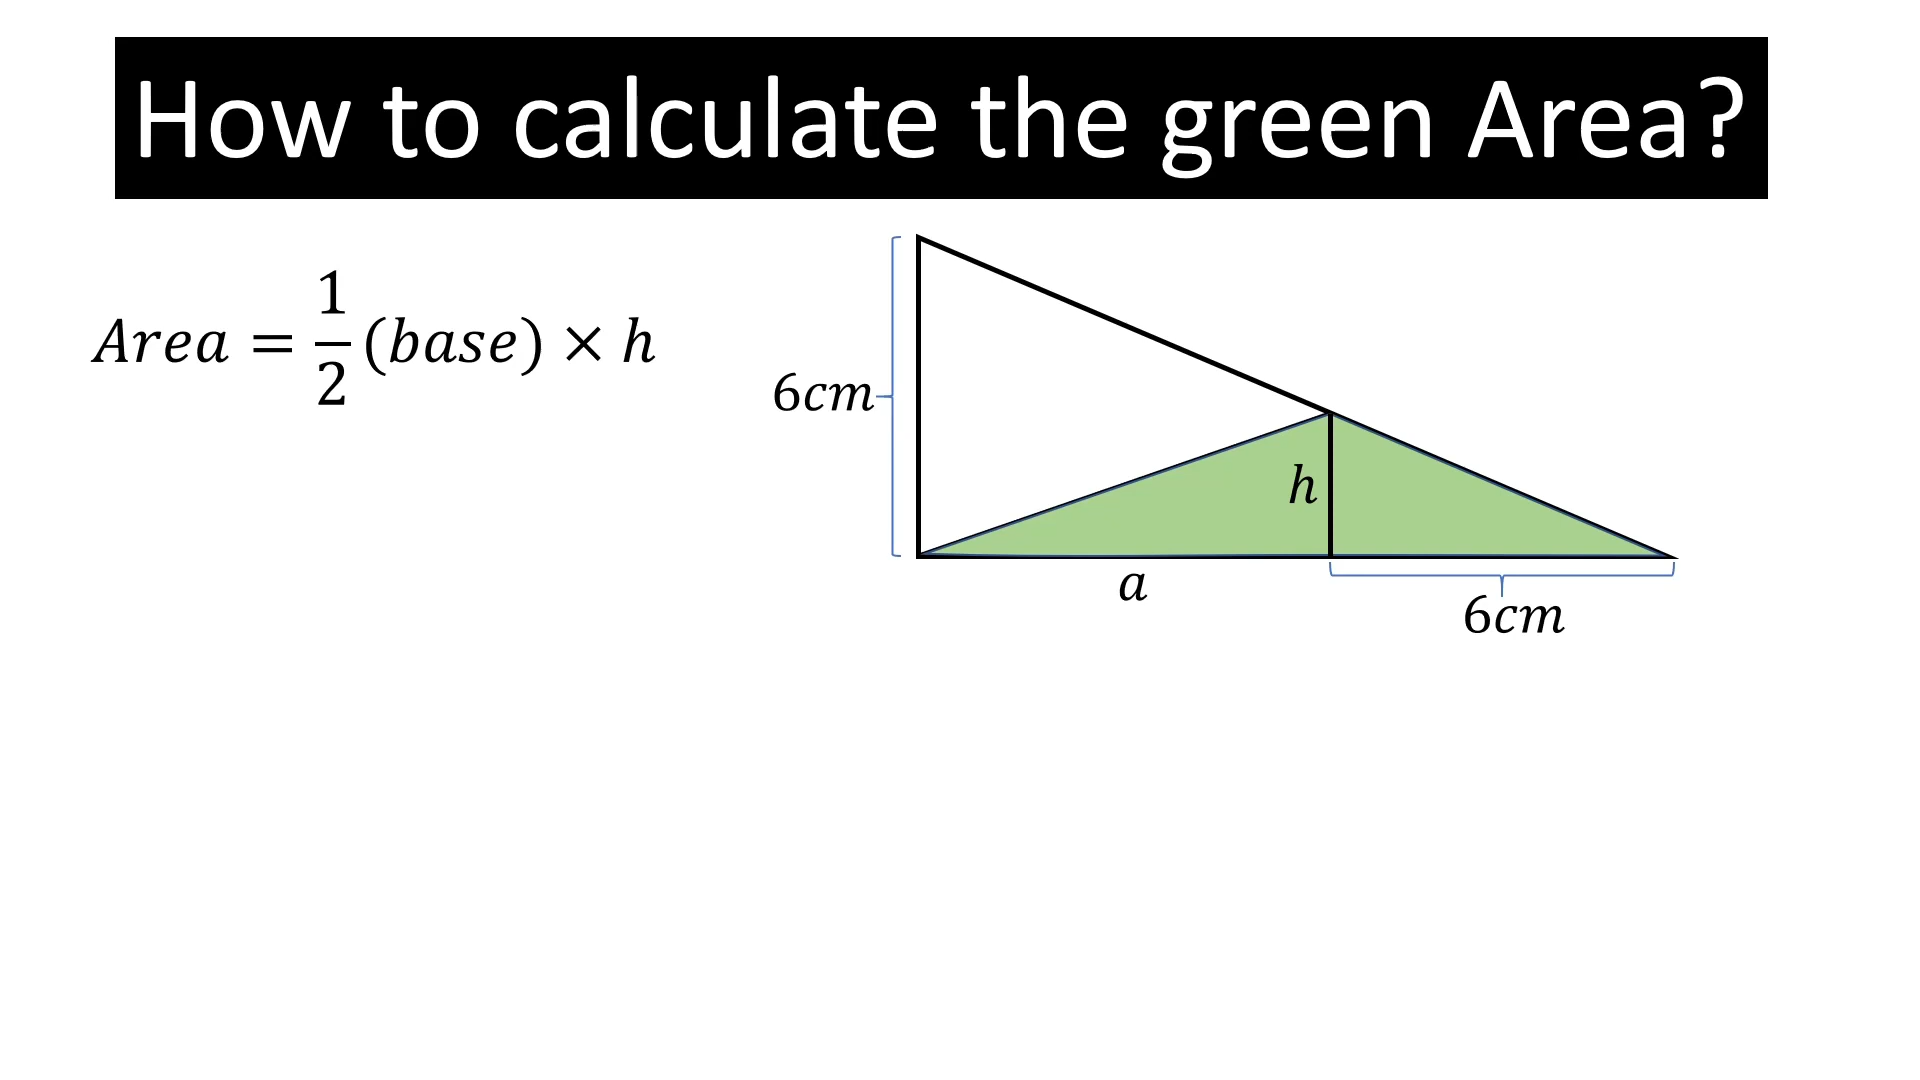 How to calculate the green Area?
𝐴𝑟𝑒𝑎 = 1/2 (𝑏𝑎𝑠𝑒) × ℎ
6𝑐𝑚
ℎ
𝑎
6𝑐𝑚